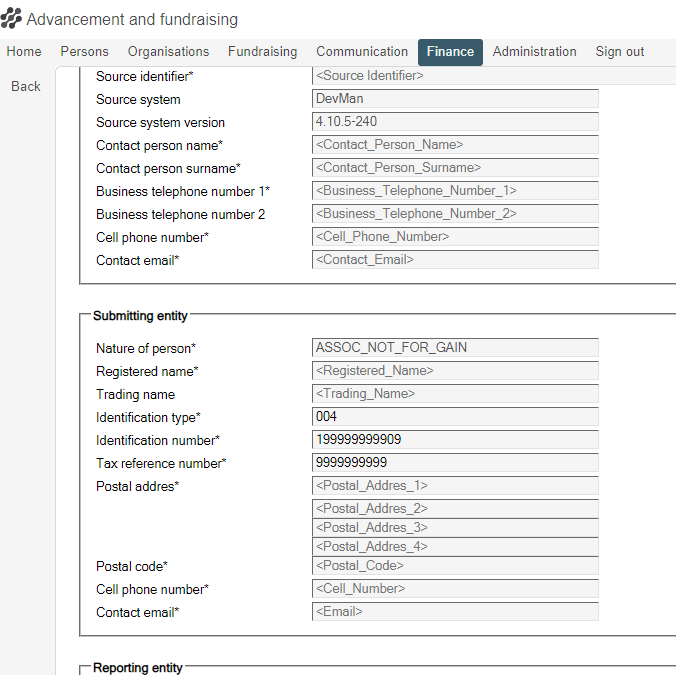 Advancement and fundraising
Home Persons Organisations Fundraising Communication Finance Administration Sign out
Back
Source identifier* <Source Identifier>
Source system DevMan
Source system version 4.10.5-240
Contact person name* <Contact_Person_Name>
Contact person surname* <Contact_Person_Surname>
Business telephone number 1* <Business_Telephone_Number_1>
Business telephone number 2 <Business_Telephone_Number_2>
Cell phone number* <Cell_Phone_Number>
Contact email* <Contact_Email>
Submitting entity
Nature of person* ASSOC_NOT_FOR_GAIN
Registered name* <Registered_Name>
Trading name <Trading_Name>
Identification type* 004
Identification number* 199999999909
Tax reference number* 9999999999
Postal addres* <Postal_Addres_1>
<Postal_Addres_2>
<Postal_Addres_3>
<Postal_Addres_4>
Postal code* <Postal_Code>
Cell phone number* <Cell_Number>
Contact email* <Email>
Reporting entity